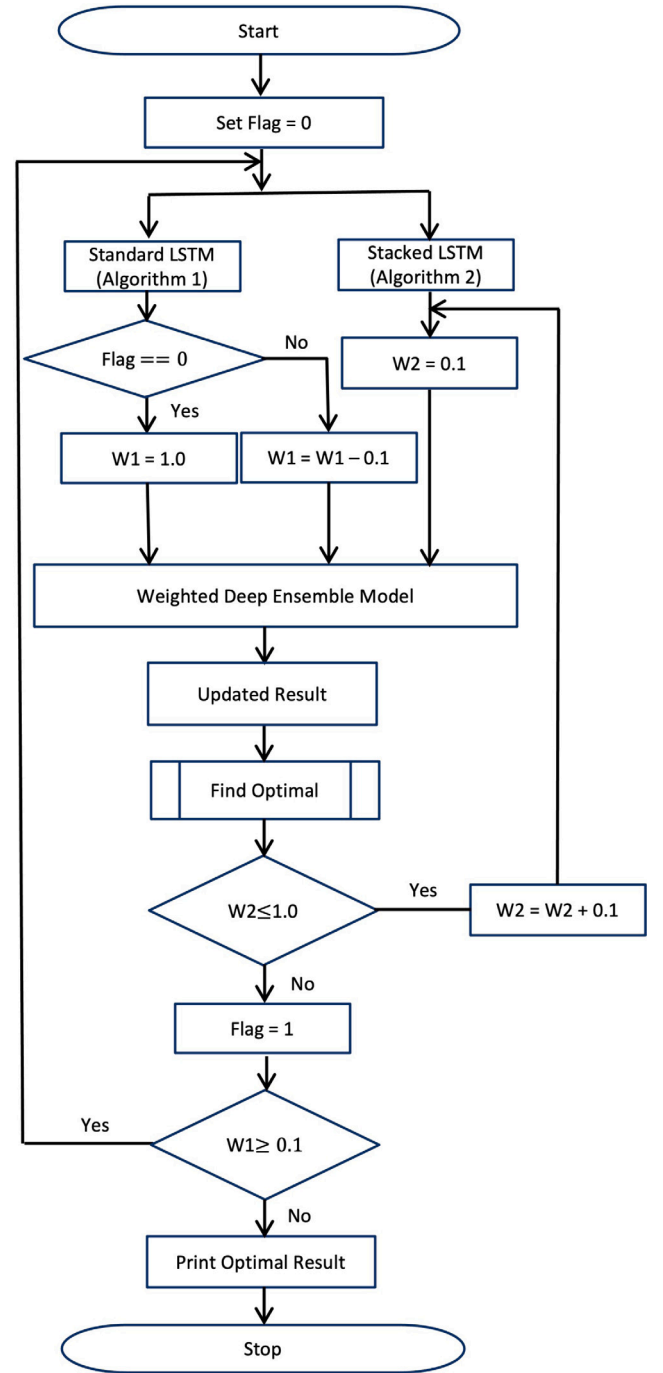 Start
Set Flag = 0
Standard LSTM
(Algorithm 1)
Stacked LSTM
(Algorithm 2)
Flag == 0
No
W2 = 0.1
Yes
W1 = 1.0
W1 = W1 – 0.1
Weighted Deep Ensemble Model
Updated Result
Find Optimal
W2≤1.0
Yes
W2 = W2 + 0.1
No
Flag = 1
Yes
W1≥ 0.1
No
Print Optimal Result
Stop